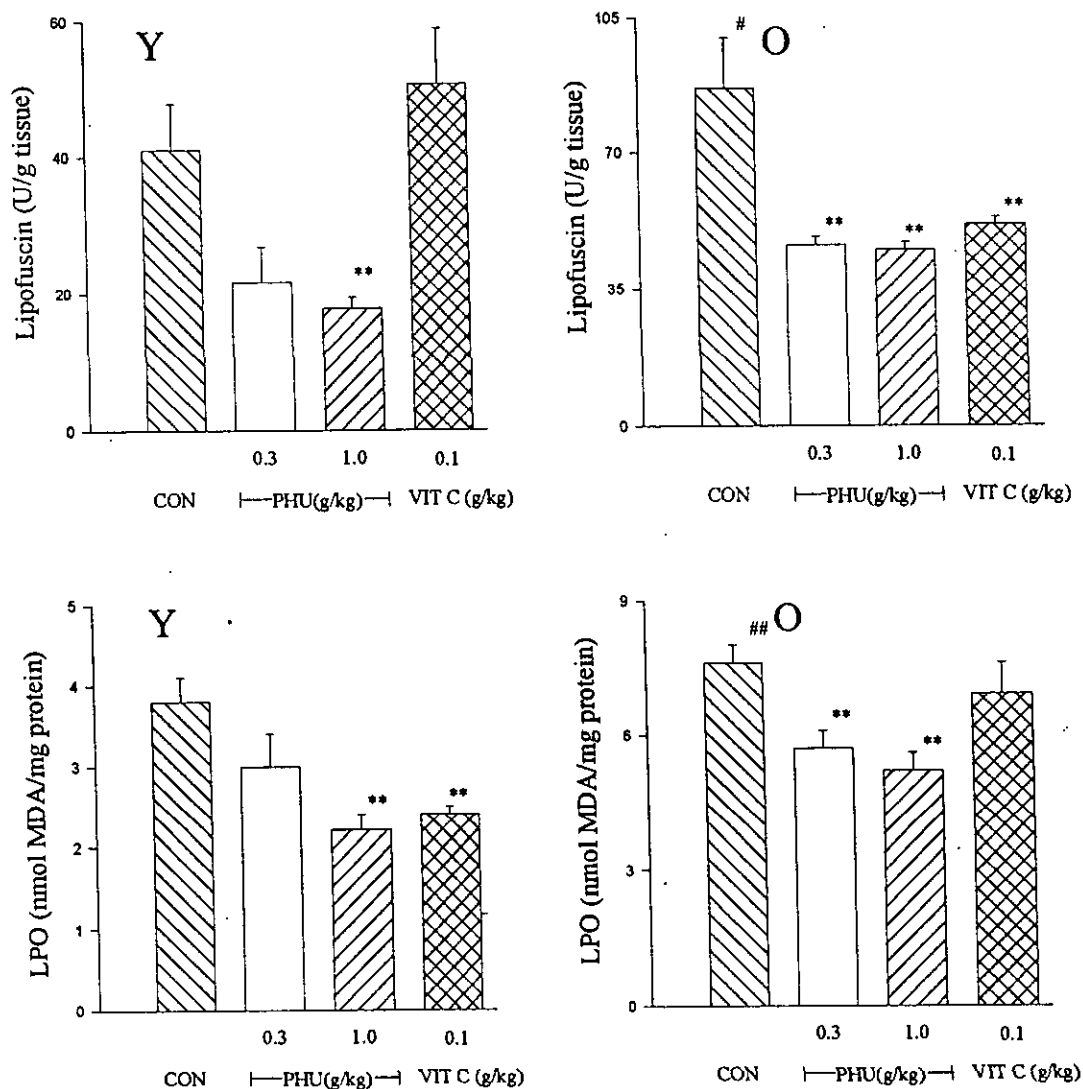 60
40
20
0
Lipofuscin (U/g tissue)
Y
**
0.3 1.0 0.1
CON PHU(g/kg) VIT C (g/kg)
105
70
35
0
Lipofuscin (U/g tissue)
# O
** ** **
0.3 1.0 0.1
CON PHU(g/kg) VIT C (g/kg)
5
4
3
2
1
0
LPO (nmol MDA/mg protein)
Y
** **
0.3 1.0 0.1
CON PHU(g/kg) VIT C (g/kg)
9
6
3
0
LPO (nmol MDA/mg protein)
## O
** **
0.3 1.0 0.1
CON PHU(g/kg) VIT C (g/kg)